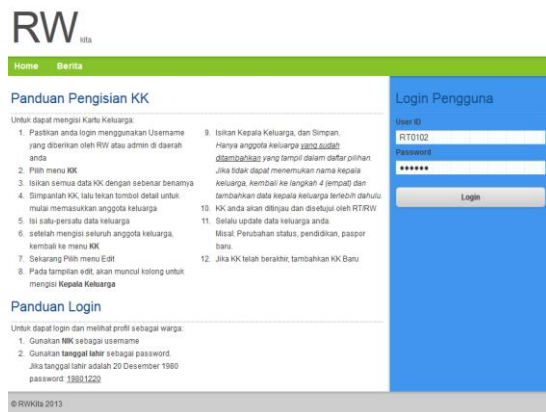 RW kita
Home Berita
Panduan Pengisian KK
Untuk dapat mengisi Kartu Keluarga:
1. Pastikan anda login menggunakan Username
yang diberikan oleh RW atau admin di daerah
anda
2. Pilih menu KK
3. Isikan semua data KK dengan sebenar benarnya
4. Simpanlah KK, lalu tekan tombol detail untuk
mulai memasukkan anggota keluarga
5. Isi satu-persatu data keluarga
6. setelah mengisi seluruh anggota keluarga,
kembali ke menu KK
7. Sekarang Pilih menu Edit
8. Pada tampilan edit, akan muncul kolong untuk
mengisi Kepala Keluarga
9. Isikan Kepala Keluarga, dan Simpan.
Hanya anggota keluarga yang sudah
ditambahkan yang tampil dalam daftar pilihan.
Jika tidak dapat menemukan nama kepala
keluarga, kembali ke langkah 4 (empat) dan
tambahkan data kepala keluarga terlebih dahulu.
10. KK anda akan ditinjau dan disetujui oleh RT/RW
11. Selalu update data keluarga anda.
Misal; Perubahan status, pendidikan, paspor
baru.
12. Jika KK telah berakhir, tambahkan KK Baru
Panduan Login
Untuk dapat login dan melihat profil sebagai warga:
1. Gunakan NIK sebagai username
2. Gunakan tanggal lahir sebagai password.
Jika tanggal lahir adalah 20 Desember 1980
password: 19801220
Login Pengguna
User ID
RT0102
Password
••••••
Login
© RWKita 2013